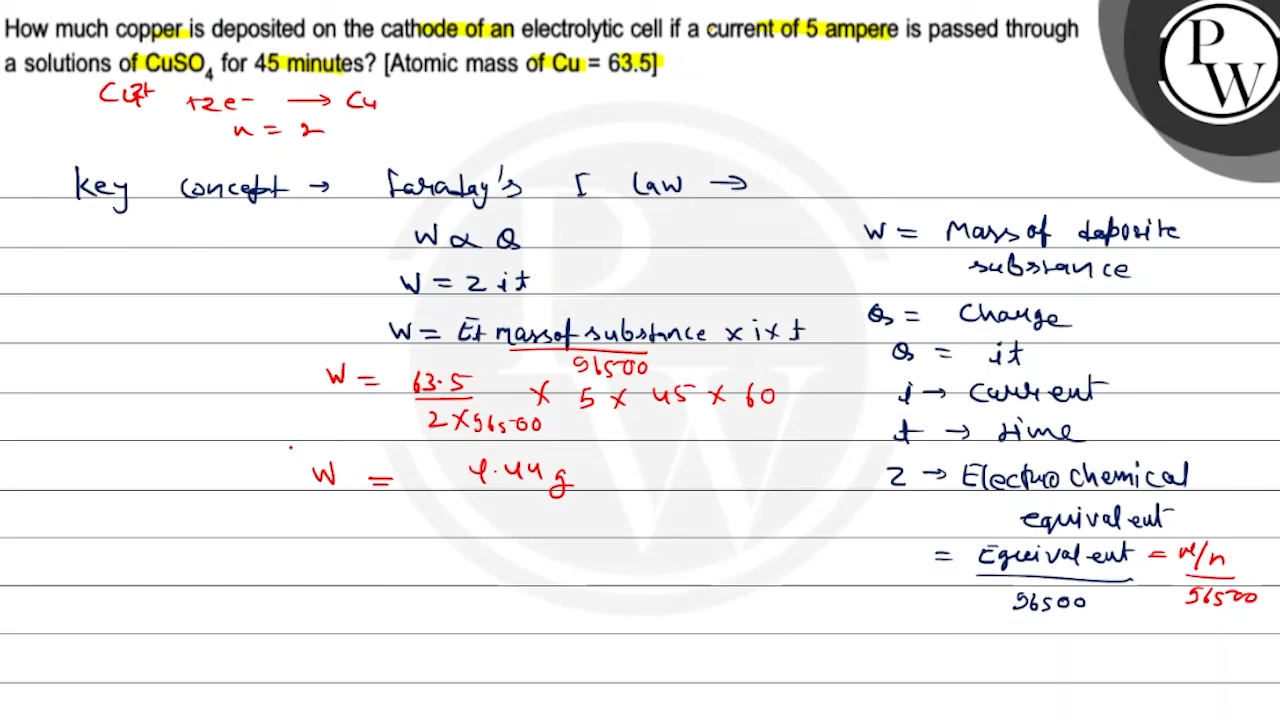 How much copper is deposited on the cathode of an electrolytic cell if a current of 5 ampere is passed through
a solutions of CuSO₄ for 45 minutes? [Atomic mass of Cu = 63.5]
P
W
Cu²⁺ +2e⁻ → Cu
n = 2
Key concept → Faraday's I law →
W ∝ Q
W = Z i t
W = Et mass of substance × i × t
96500
W = 63.5 × 5 × 45 × 60
2 × 96500
W = 4.44 g
W = Mass of deposite
substance
Q = Charge
Q = it
i → Current
t → time
Z → Electro chemical
equivalent
= Equivalent = M/n
96500 96500